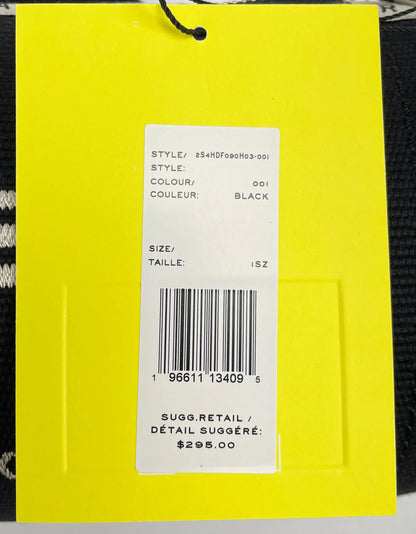 STYLE/ 2S4HDF090H03-001
STYLE:
COLOUR/ 001
COULEUR: BLACK
SIZE/
TAILLE: 1SZ
1 96611 13409 5
SUGG.RETAIL /
DÉTAIL SUGGÉRÉ:
$295.00